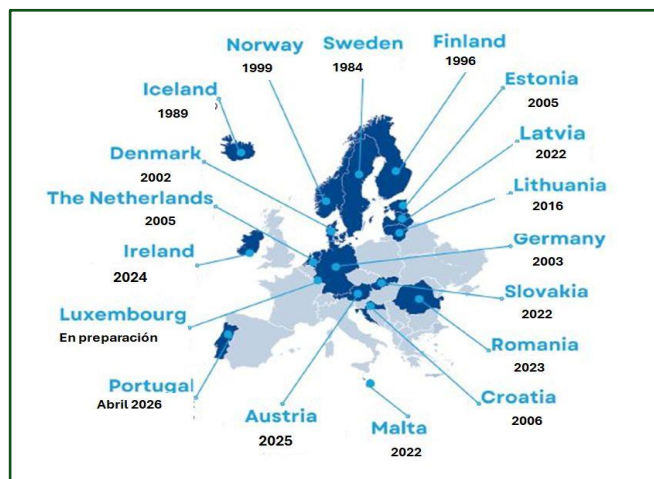 Norway
1999
Sweden
1984
Finland
1996
Iceland
1989
Estonia
2005
Denmark
2002
Latvia
2022
The Netherlands
2005
Lithuania
2016
Ireland
2024
Germany
2003
Luxembourg
En preparación
Slovakia
2022
Romania
2023
Portugal
Abril 2026
Austria
2025
Malta
2022
Croatia
2006